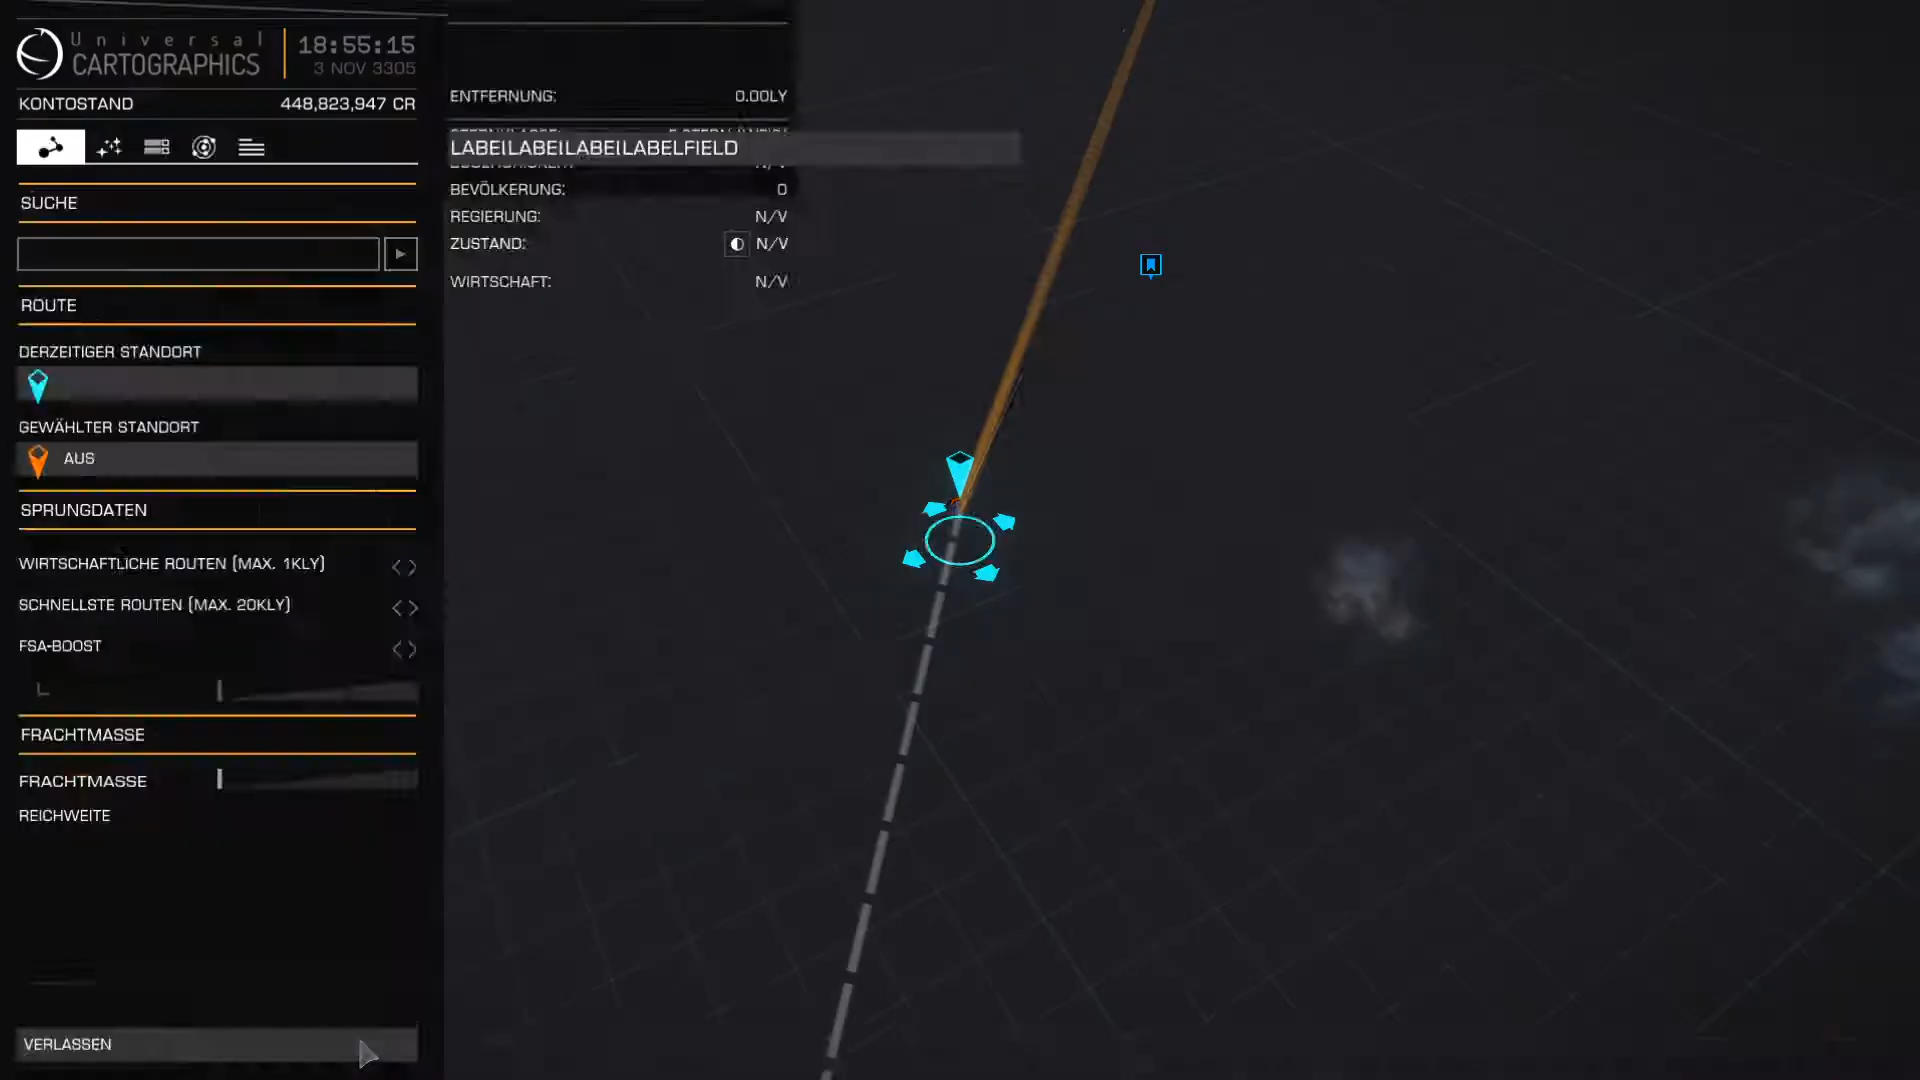 Universal
CARTOGRAPHICS
18:55:15
3 NOV 3305
KONTOSTAND 448,823,947 CR
SUCHE
ROUTE
DERZEITIGER STANDORT
GEWÄHLTER STANDORT
AUS
SPRUNGDATEN
WIRTSCHAFTLICHE ROUTEN (MAX. 1KLY)
SCHNELLSTE ROUTEN (MAX. 20KLY)
FSA-BOOST
FRACHTMASSE
FRACHTMASSE
REICHWEITE
VERLASSEN
ENTFERNUNG: 0.00LY
LABElLABElLABElLABELFIELD
BEVÖLKERUNG: 0
REGIERUNG: N/V
ZUSTAND: N/V
WIRTSCHAFT: N/V